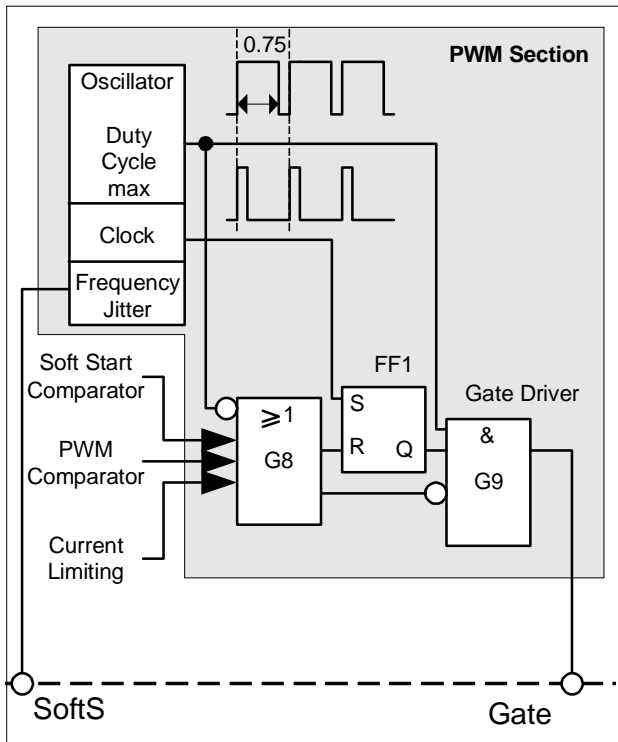 0.75
PWM Section
Oscillator
Duty
Cycle
max
Clock
Frequency
Jitter
Soft Start
Comparator
PWM
Comparator
Current
Limiting
≥1
G8
FF1
S
R
Q
Gate Driver
&
G9
SoftS
Gate